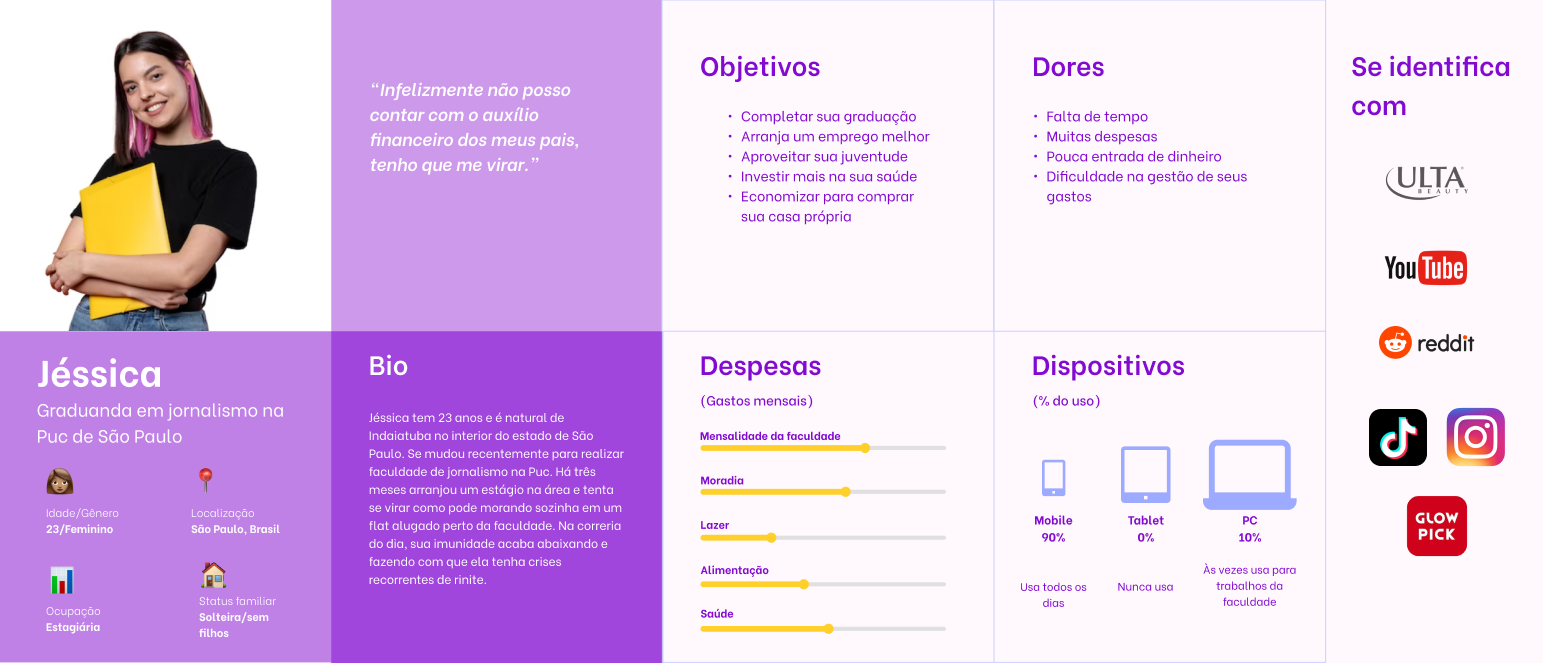 “Infelizmente não posso
contar com o auxílio
financeiro dos meus pais,
tenho que me virar.”
Objetivos
• Completar sua graduação
• Arranja um emprego melhor
• Aproveitar sua juventude
• Investir mais na sua saúde
• Economizar para comprar
sua casa própria
Dores
• Falta de tempo
• Muitas despesas
• Pouca entrada de dinheiro
• Dificuldade na gestão de seus
gastos
Se identifica
com
ULTA
BEAUTY
YouTube
reddit
GLOW
PICK
Jéssica
Graduanda em jornalismo na
Puc de São Paulo
Idade/Gênero
23/Feminino
Localização
São Paulo, Brasil
Ocupação
Estagiária
Status familiar
Solteira/sem
filhos
Bio
Jéssica tem 23 anos e é natural de
Indaiatuba no interior do estado de São
Paulo. Se mudou recentemente para realizar
faculdade de jornalismo na Puc. Há três
meses arranjou um estágio na área e tenta
se virar como pode morando sozinha em um
flat alugado perto da faculdade. Na correria
do dia, sua imunidade acaba abaixando e
fazendo com que ela tenha crises
recorrentes de rinite.
Despesas
(Gastos mensais)
Mensalidade da faculdade
Moradia
Lazer
Alimentação
Saúde
Dispositivos
(% do uso)
Mobile
90%
Usa todos os
dias
Tablet
0%
Nunca usa
PC
10%
Às vezes usa para
trabalhos da
faculdade